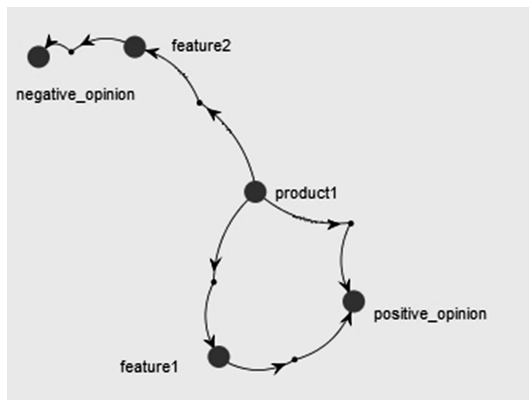 feature2
negative_opinion
product1
positive_opinion
feature1